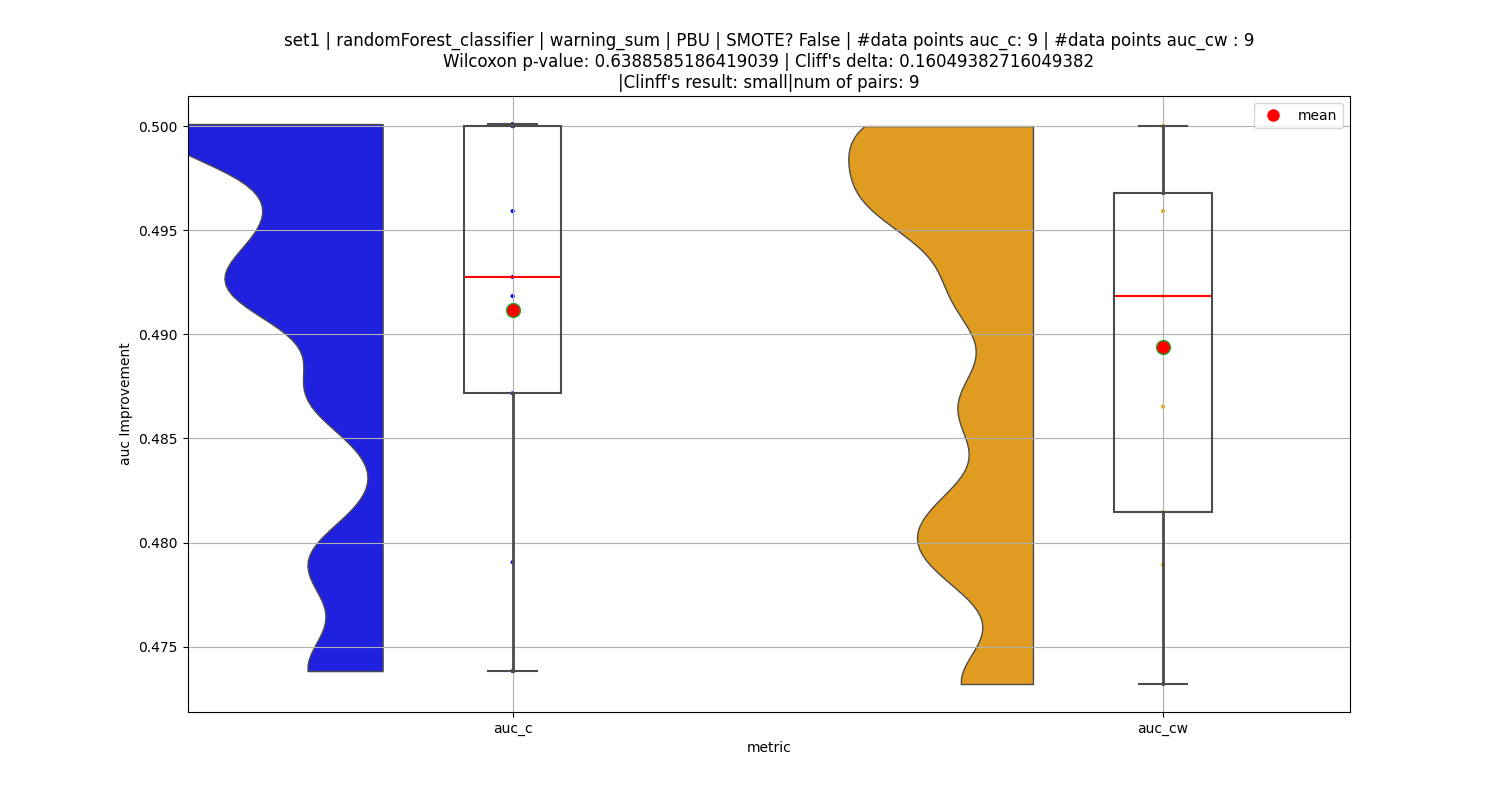 set1 | randomForest_classifier | warning_sum | PBU | SMOTE? False | #data points auc_c: 9 | #data points auc_cw : 9
Wilcoxon p-value: 0.6388585186419039 | Cliff's delta: 0.16049382716049382
|Clinff's result: small|num of pairs: 9
mean
0.500
0.495
0.490
0.485
0.480
0.475
auc Improvement
auc_c
auc_cw
metric